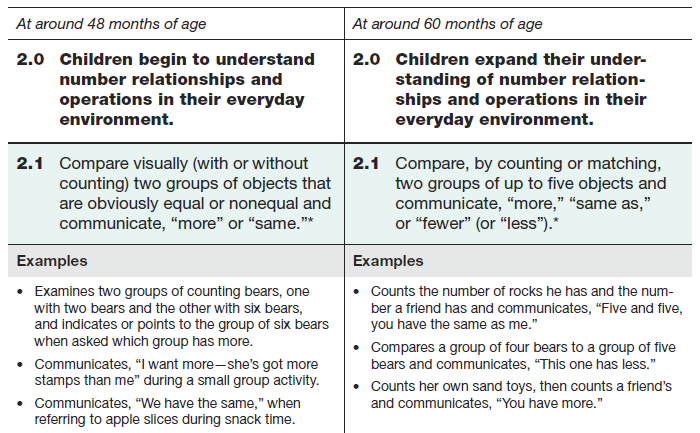 At around 48 months of age
2.0 Children begin to understand
number relationships and
operations in their everyday
environment.
2.1 Compare visually (with or without
counting) two groups of objects that
are obviously equal or nonequal and
communicate, “more” or “same.”*
Examples
• Examines two groups of counting bears, one
with two bears and the other with six bears,
and indicates or points to the group of six bears
when asked which group has more.
• Communicates, “I want more—she’s got more
stamps than me” during a small group activity.
• Communicates, “We have the same,” when
referring to apple slices during snack time.
At around 60 months of age
2.0 Children expand their under-
standing of number relation-
ships and operations in their
everyday environment.
2.1 Compare, by counting or matching,
two groups of up to five objects and
communicate, “more,” “same as,”
or “fewer” (or “less”).*
Examples
• Counts the number of rocks he has and the num-
ber a friend has and communicates, “Five and five,
you have the same as me.”
• Compares a group of four bears to a group of five
bears and communicates, “This one has less.”
• Counts her own sand toys, then counts a friend’s
and communicates, “You have more.”